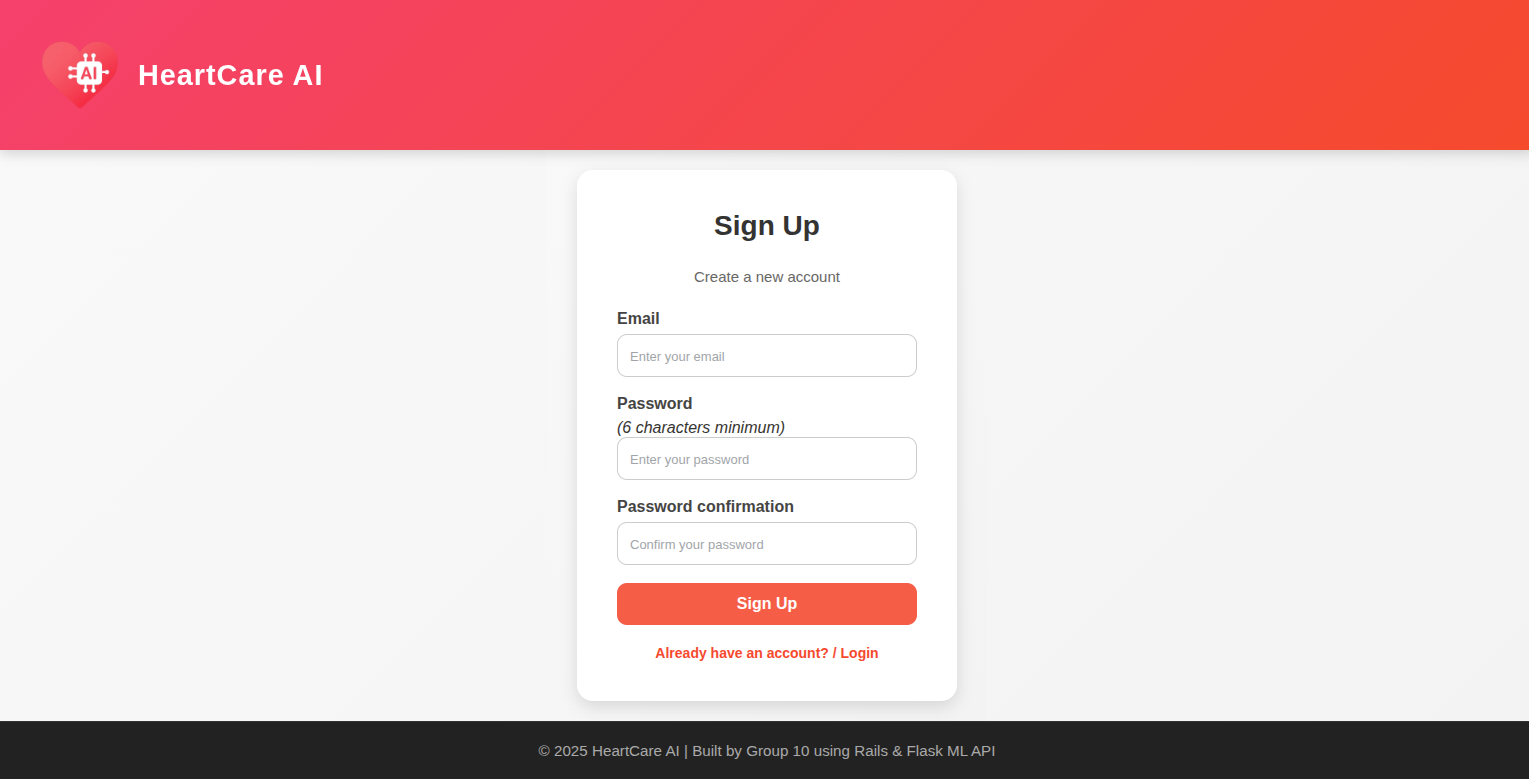 AI
HeartCare AI
Sign Up
Create a new account
Email
Enter your email
Password
(6 characters minimum)
Enter your password
Password confirmation
Confirm your password
Sign Up
Already have an account? / Login
© 2025 HeartCare AI | Built by Group 10 using Rails & Flask ML API